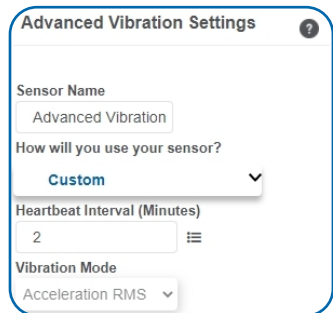 Advanced Vibration Settings ?
Sensor Name
Advanced Vibration
How will you use your sensor?
Custom
Heartbeat Interval (Minutes)
2
Vibration Mode
Acceleration RMS